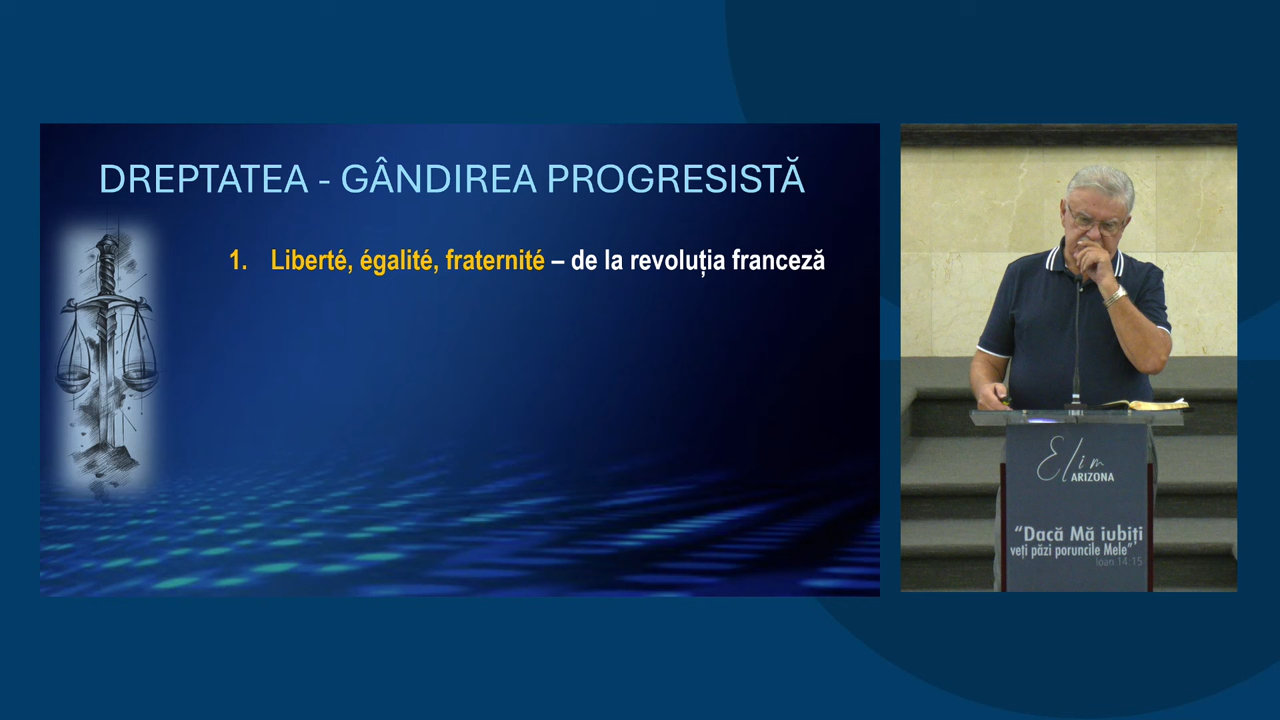 DREPTATEA - GÂNDIREA PROGRESISTĂ
1. Liberté, égalité, fraternité – de la revoluția franceză
Elim
ARIZONA
“Dacă Mă iubiți
veți păzi poruncile Mele”
Ioan 14.15